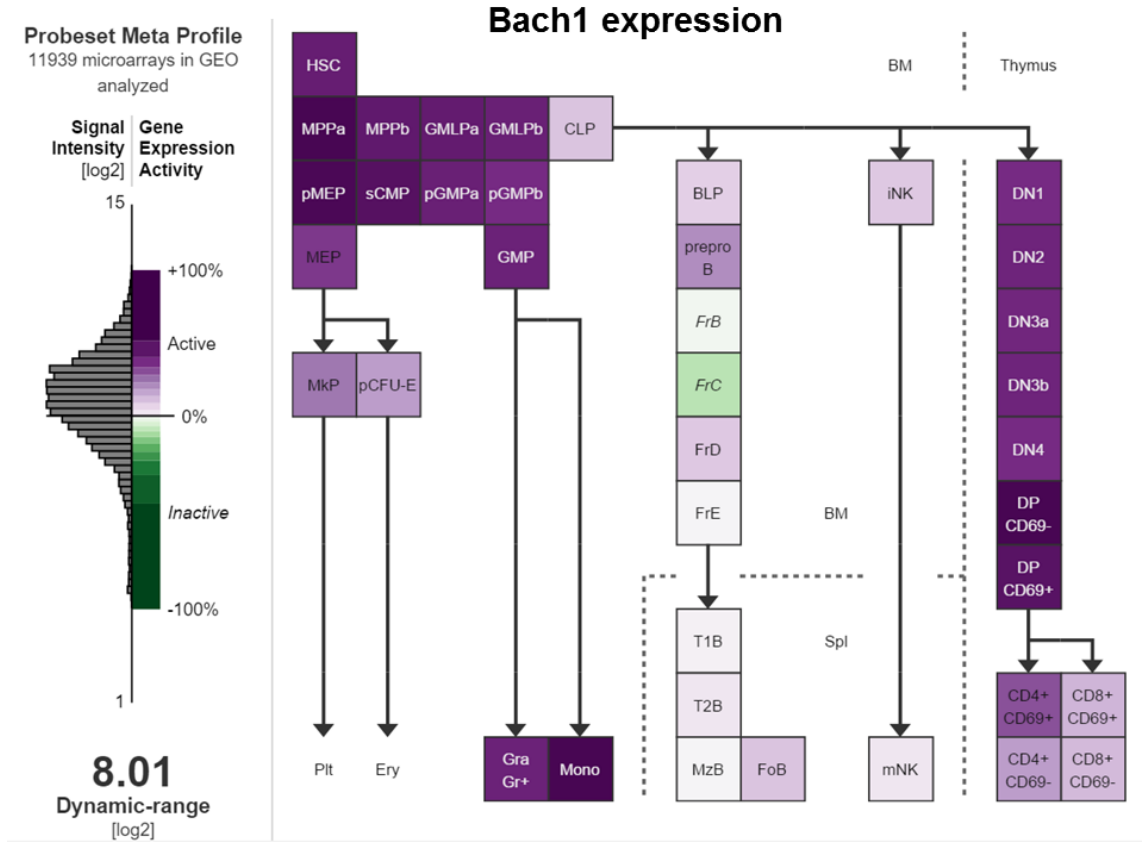 Bach1 expression
Probeset Meta Profile
11939 microarrays in GEO
analyzed
Signal
Intensity
[log2]
Gene
Expression
Activity
15
+100%
Active
0%
Inactive
-100%
1
8.01
Dynamic-range
[log2]
HSC
BM
Thymus
MPPa
MPPb
GMLPa
GMLPb
CLP
pMEP
sCMP
pGMPa
pGMPb
BLP
iNK
DN1
MEP
GMP
prepro
B
DN2
FrB
DN3a
MkP
pCFU-E
FrC
DN3b
FrD
DN4
FrE
BM
DP
CD69-
DP
CD69+
T1B
Spl
T2B
CD4+
CD69+
CD8+
CD69+
Plt
Ery
Gra
Gr+
Mono
MzB
FoB
mNK
CD4+
CD69-
CD8+
CD69-